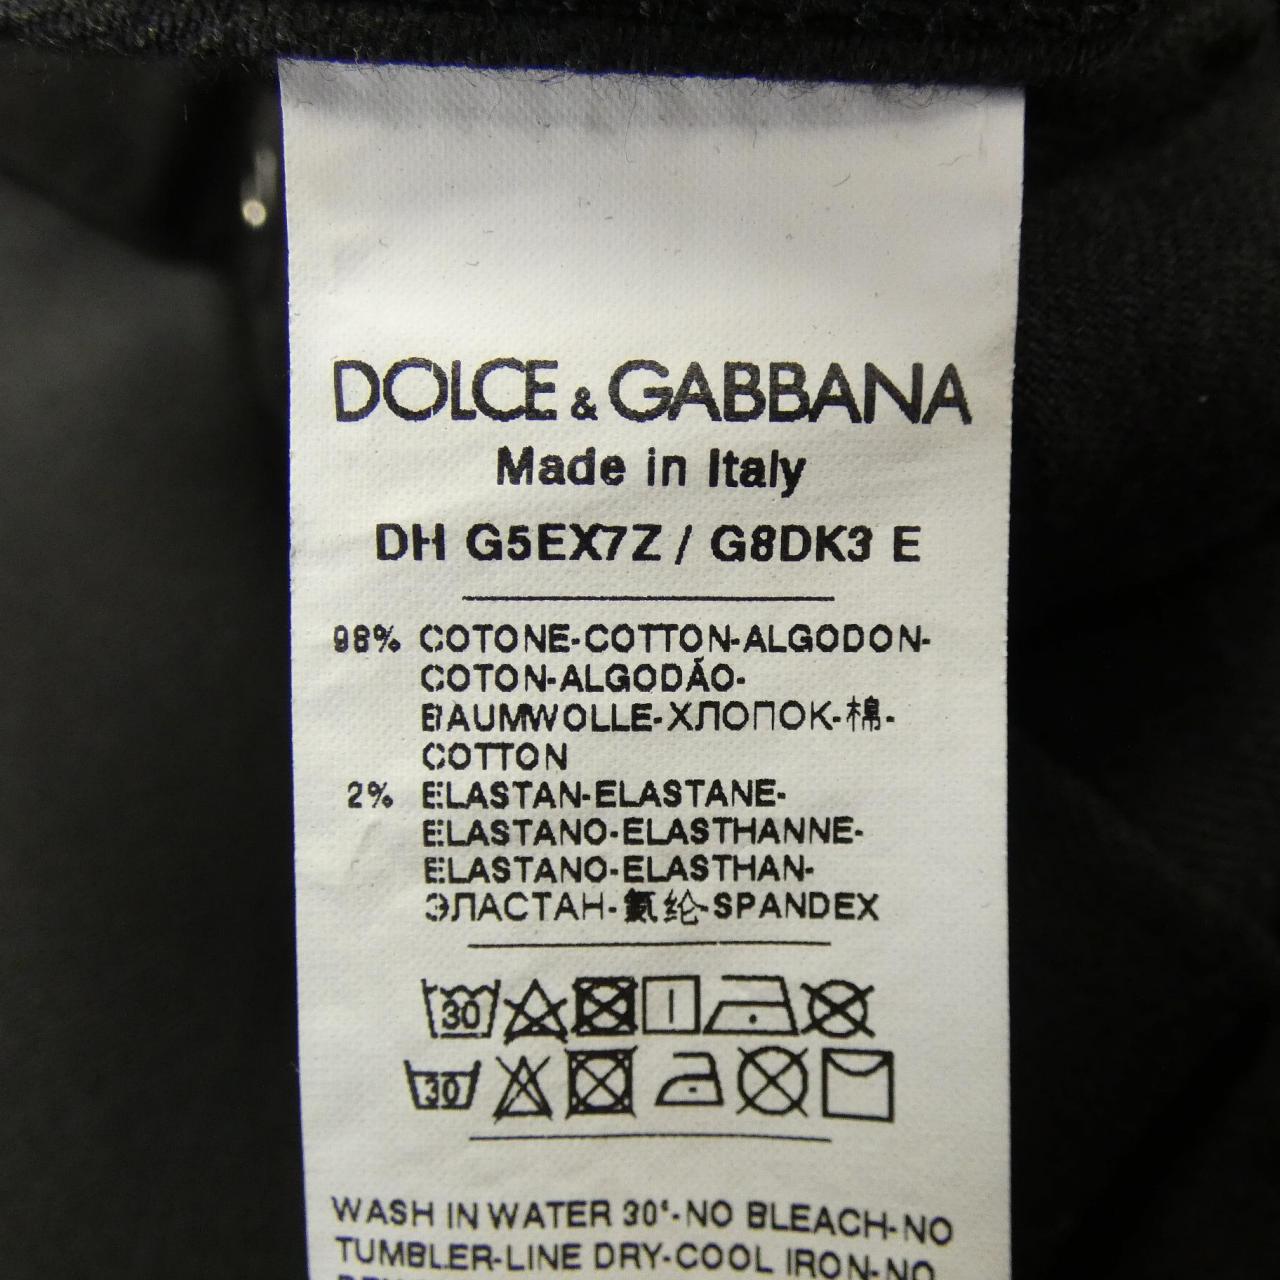 DOLCE & GABBANA
Made in Italy
DH G5EX7Z / G8DK3 E
98% COTONE-COTTON-ALGODON-
COTON-ALGODÃO-
BAUMWOLLE-ХЛОПОК-棉-
COTTON
2% ELASTAN-ELASTANE-
ELASTANO-ELASTHANNE-
ELASTANO-ELASTHAN-
ЭЛАСТАН-氨纶-SPANDEX
30
30
WASH IN WATER 30°-NO BLEACH-NO
TUMBLER-LINE DRY-COOL IRON-NO